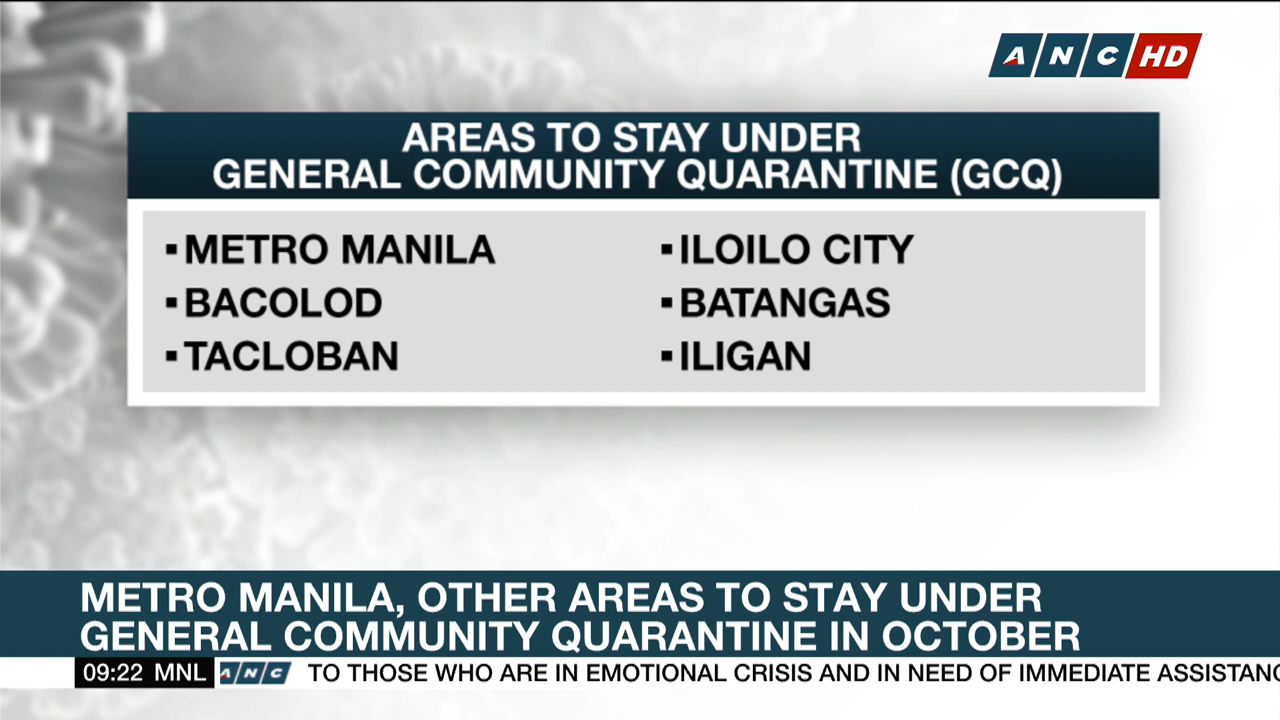 ANC HD
AREAS TO STAY UNDER
GENERAL COMMUNITY QUARANTINE (GCQ)
▪METRO MANILA
▪BACOLOD
▪TACLOBAN
▪ILOILO CITY
▪BATANGAS
▪ILIGAN
METRO MANILA, OTHER AREAS TO STAY UNDER
GENERAL COMMUNITY QUARANTINE IN OCTOBER
09:22 MNL ANC TO THOSE WHO ARE IN EMOTIONAL CRISIS AND IN NEED OF IMMEDIATE ASSISTANC